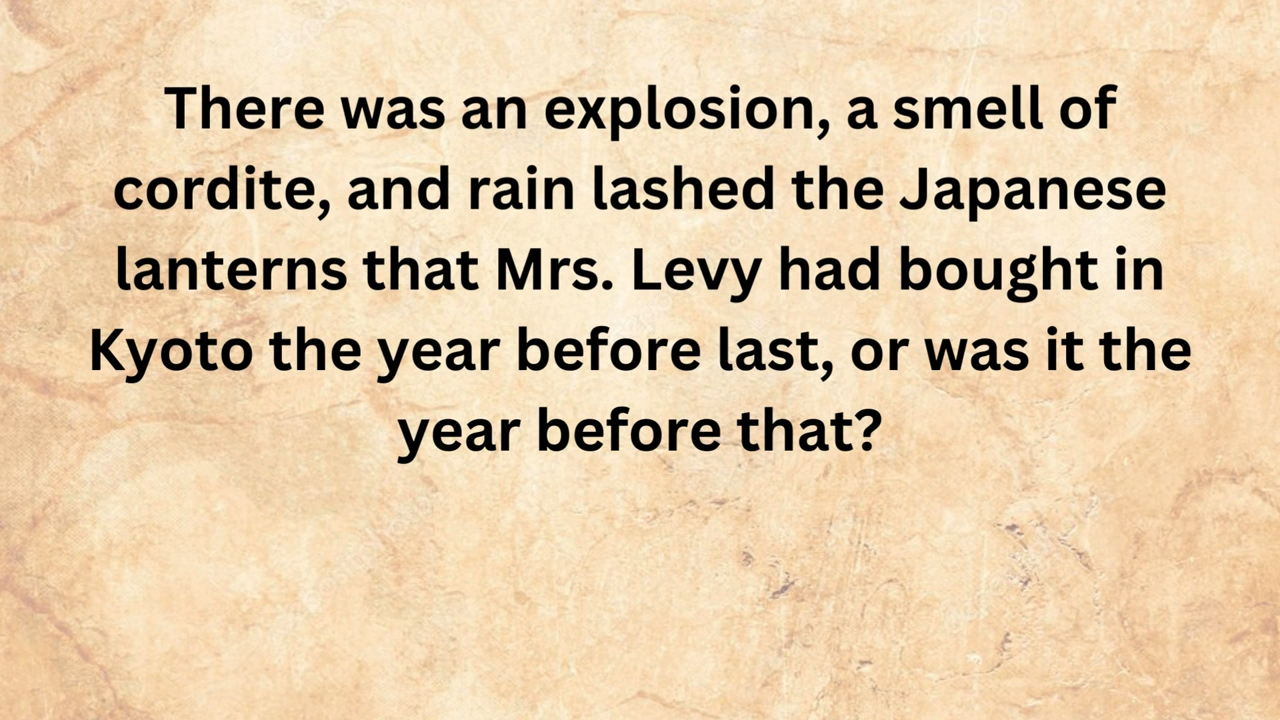 There was an explosion, a smell of
cordite, and rain lashed the Japanese
lanterns that Mrs. Levy had bought in
Kyoto the year before last, or was it the
year before that?